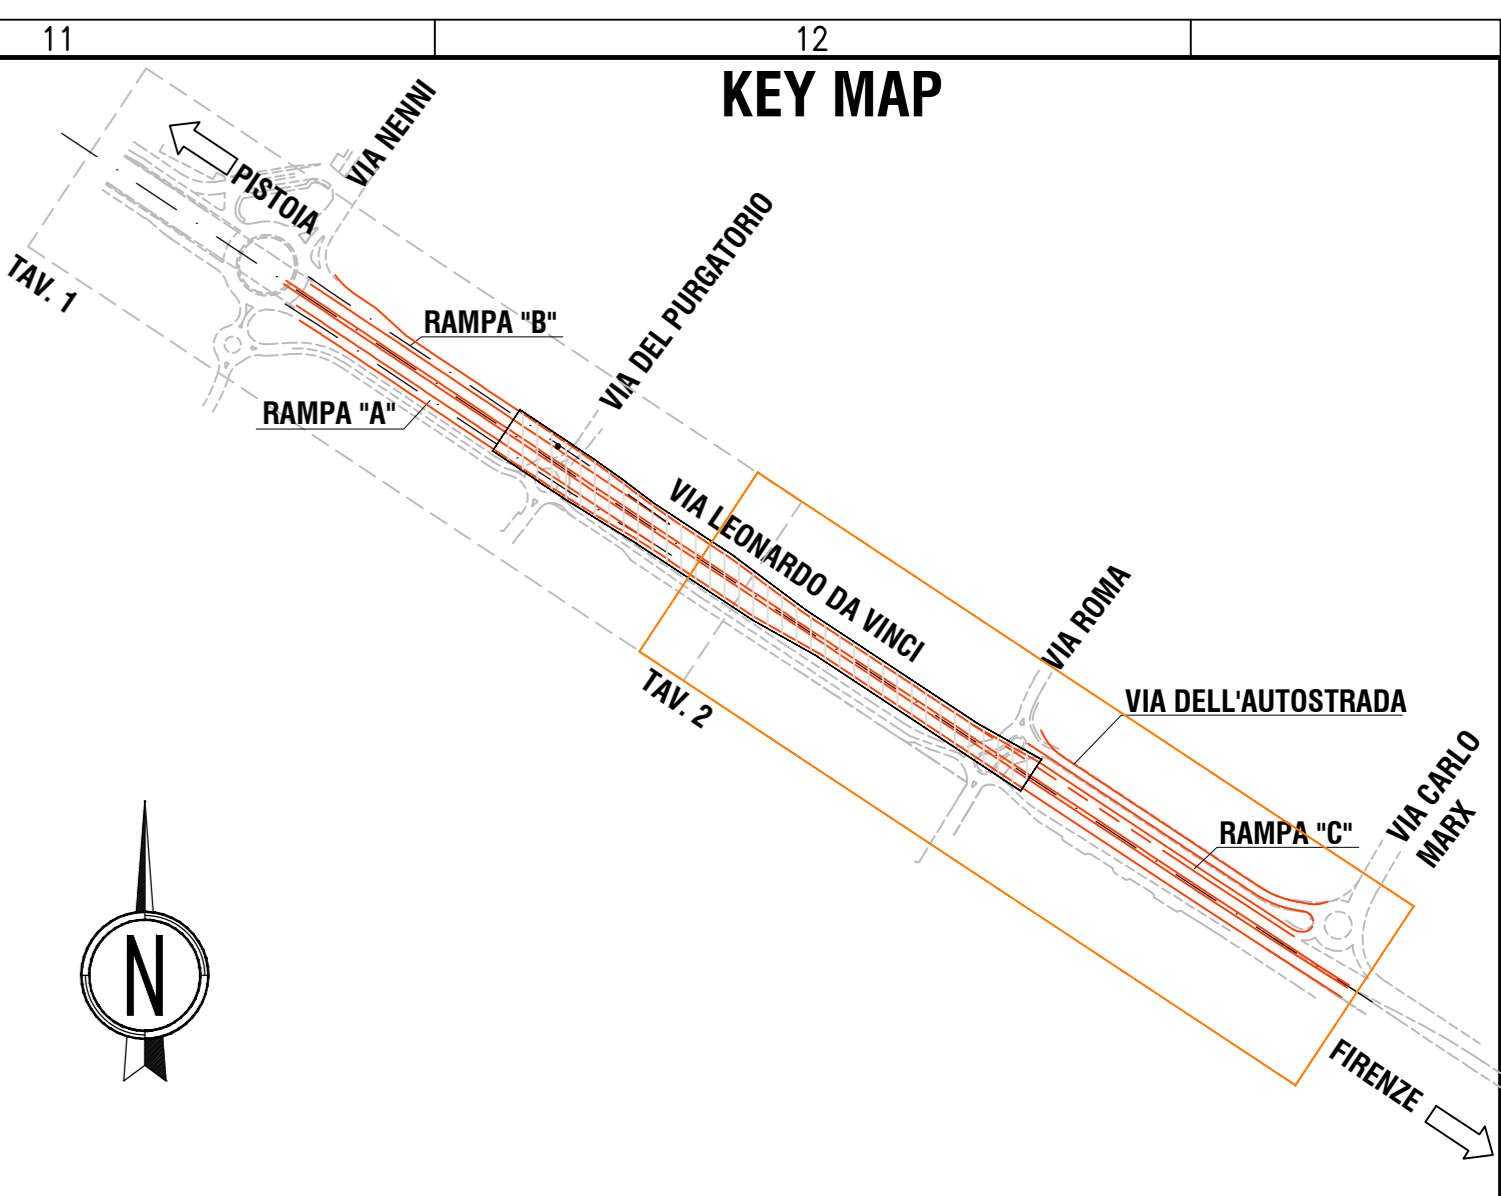 11
12
KEY MAP
VIA NENNI
PISTOIA
TAV. 1
VIA DEL PURGATORIO
RAMPA "B"
RAMPA "A"
VIA LEONARDO DA VINCI
VIA ROMA
TAV. 2
VIA DELL'AUTOSTRADA
VIA CARLO
MARX
RAMPA "C"
N
FIRENZE